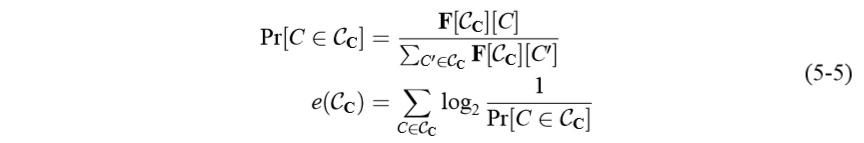 Pr[C ∈ 𝒞_𝐂] = 𝐅[𝒞_𝐂][C] / ∑_{C′∈𝒞_𝐂} 𝐅[𝒞_𝐂][C′]
(5-5)
e(𝒞_𝐂) = ∑_{C∈𝒞_𝐂} log₂ 1 / Pr[C ∈ 𝒞_𝐂]